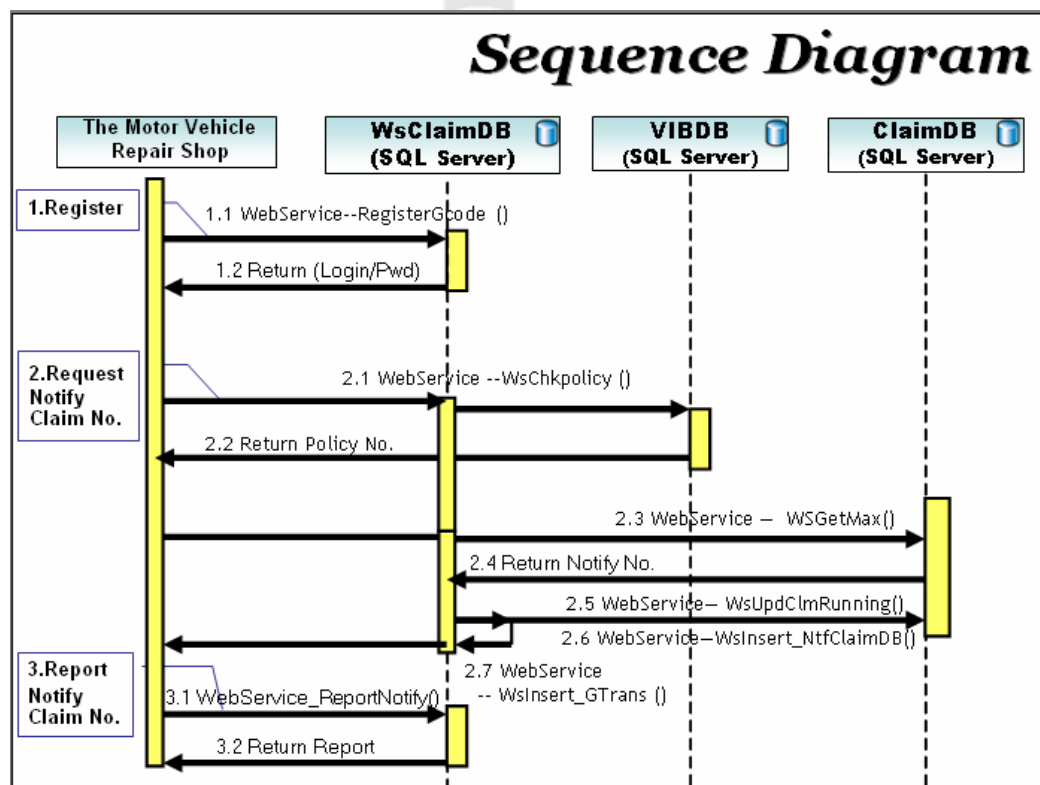 Sequence Diagram
The Motor Vehicle
Repair Shop
WsClaimDB
(SQL Server)
VIBDB
(SQL Server)
ClaimDB
(SQL Server)
1.Register
1.1 WebService--RegisterGcode ()
1.2 Return (Login/Pwd)
2.Request
Notify
Claim No.
2.1 WebService --WsChkpolicy ()
2.2 Return Policy No.
2.3 WebService – WSGetMax()
2.4 Return Notify No.
2.5 WebService– WsUpdClmRunning()
2.6 WebService–WsInsert_NtfClaimDB()
2.7 WebService
-- WsInsert_GTrans ()
3.Report
Notify
Claim No.
3.1 WebService_ReportNotify()
3.2 Return Report